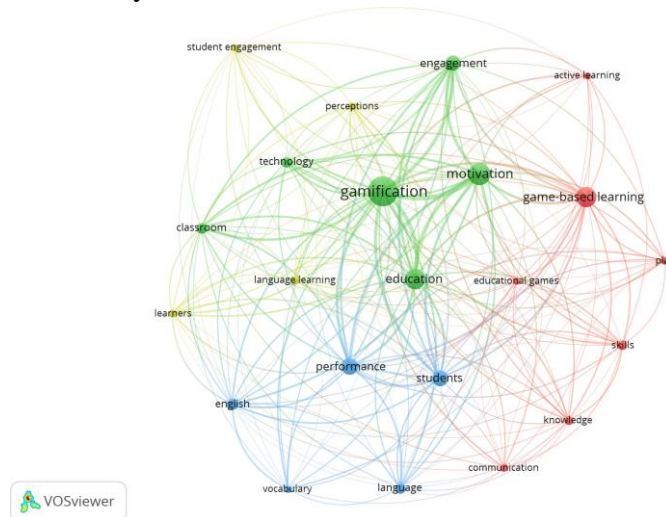 student engagement
engagement
active learning
perceptions
technology
motivation
gamification
game-based learning
classroom
language learning
education
educational games
learners
skills
performance
students
english
knowledge
communication
vocabulary
language
VOSviewer